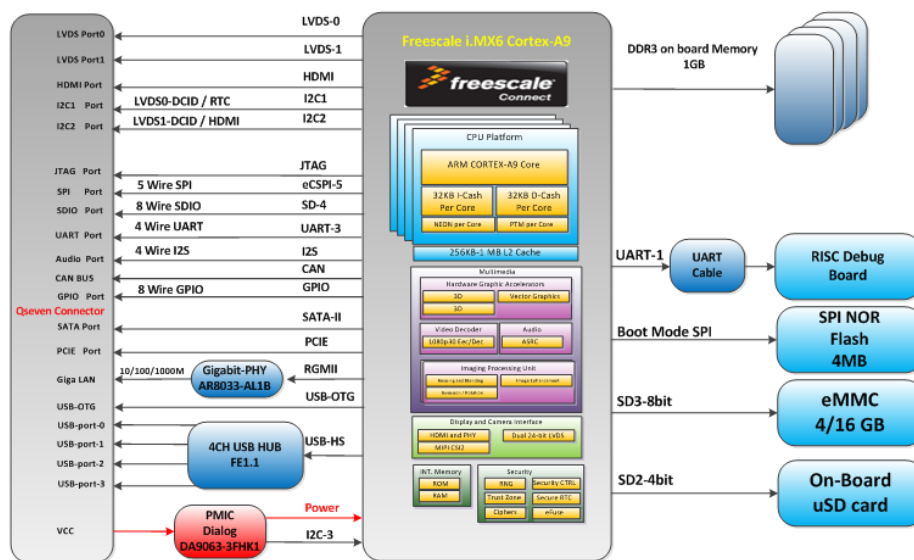 LVDS Port0
LVDS Port1
HDMI Port
I2C1 Port
I2C2 Port
JTAG Port
SPI Port
SDIO Port
UART Port
Audio Port
CAN BUS
GPIO Port
Qseven Connector
SATA Port
PCIE Port
Giga LAN
USB-OTG
USB-port-0
USB-port-1
USB-port-2
USB-port-3
VCC
LVDS-0
LVDS-1
HDMI
LVDS0-DCID / RTC I2C1
LVDS1-DCID / HDMI I2C2
JTAG
5 Wire SPI eCSPI-5
8 Wire SDIO SD-4
4 Wire UART UART-3
4 Wire I2S I2S
CAN
8 Wire GPIO GPIO
SATA-II
PCIE
10/100/1000M
Gigabit-PHY
AR8033-AL1B
RGMII
USB-OTG
4CH USB HUB
FE1.1
USB-HS
PMIC
Dialog
DA9063-3FHK1
Power
I2C-3
Freescale i.MX6 Cortex-A9
freescale
Connect
CPU Platform
ARM CORTEX-A9 Core
32KB I-Cash
Per Core
32KB D-Cash
Per Core
NEON per Core
PTM per Core
256KB-1 MB L2 Cache
Multimedia
Hardware Graphic Accelerators
3D
Vector Graphics
3D
Video Decoder
1080p30 Eec/Dec
Audio
ASRC
Imaging Processing Unit
Display and Camera Interface
HDMI and PHY
Dual 24-bit LVDS
MIPI CSI2
INT. Memory
ROM
RAM
Security
RNG
Security CTRL
Trust Zone
Secure RTC
Ciphers
eFuse
DDR3 on board Memory
1GB
UART-1
UART
Cable
RISC Debug
Board
Boot Mode SPI
SPI NOR
Flash
4MB
SD3-8bit
eMMC
4/16 GB
SD2-4bit
On-Board
uSD card